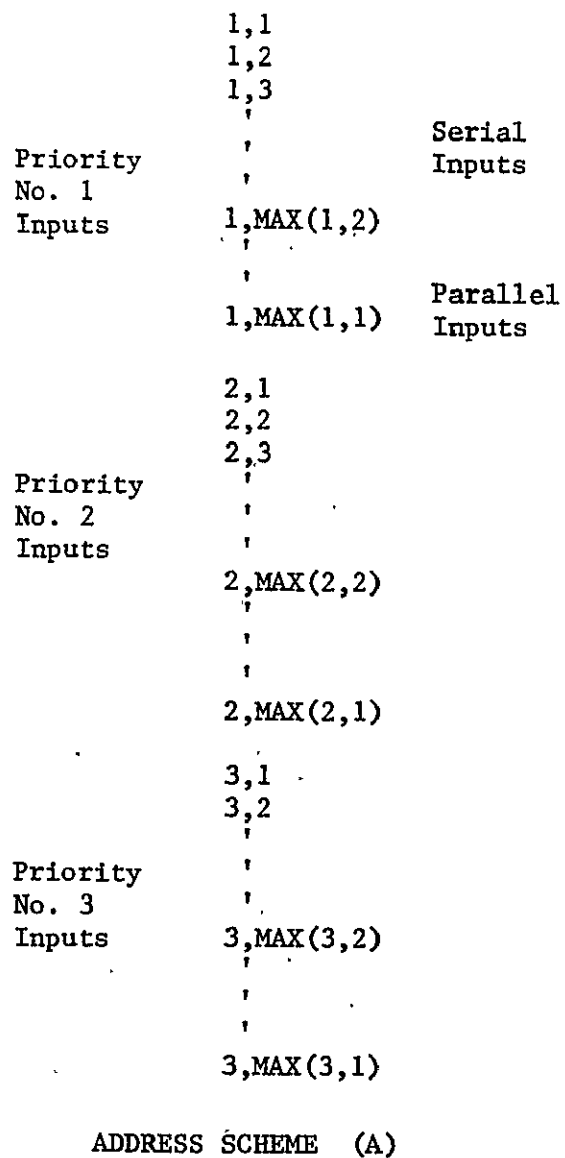 1,1
1,2
1,3
Serial
Inputs
Priority
No. 1
Inputs
1,MAX(1,2)
Parallel
Inputs
1,MAX(1,1)
2,1
2,2
2,3
Priority
No. 2
Inputs
2,MAX(2,2)
2,MAX(2,1)
3,1
3,2
Priority
No. 3
Inputs
3,MAX(3,2)
3,MAX(3,1)
ADDRESS SCHEME (A)